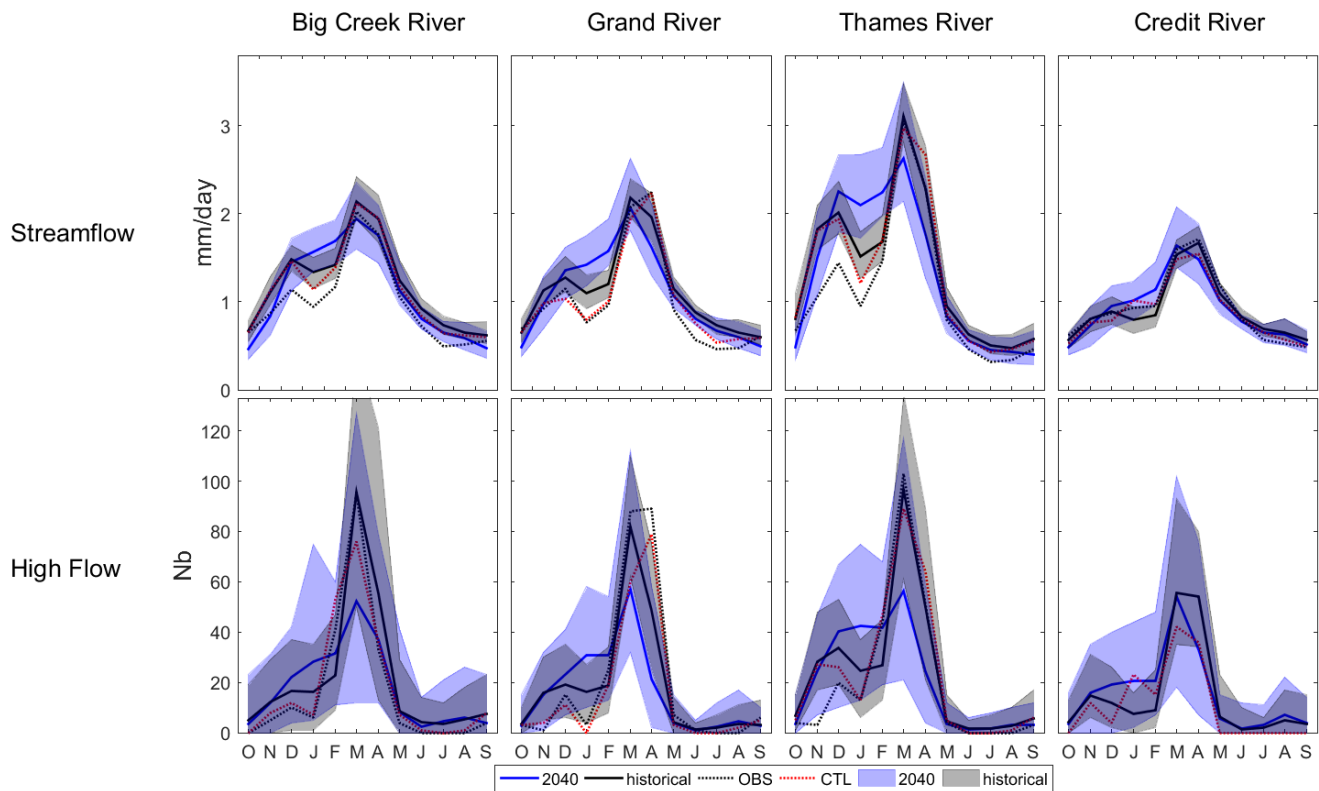 Big Creek River Grand River Thames River Credit River
Streamflow
mm/day
3
2
1
0
High Flow
Nb
120
100
80
60
40
20
0
O N D J F M A M J J A S O N D J F M A M J J A S O N D J F M A M J J A S O N D J F M A M J J A S
2040 historical OBS CTL 2040 historical